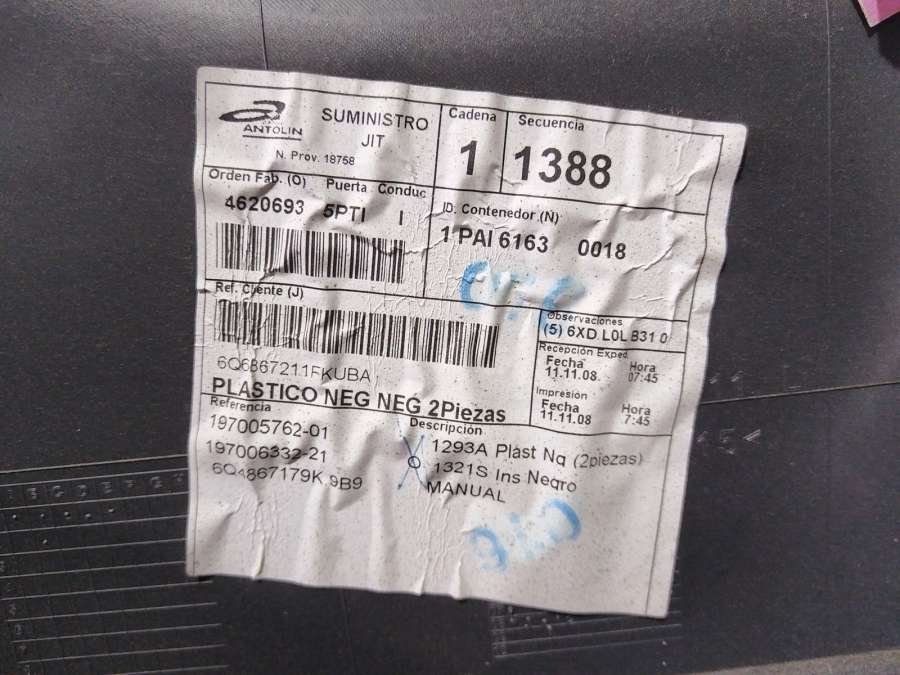 ANTOLIN
SUMINISTRO
JIT
N. Prov. 18758
Cadena
1
Secuencia
1388
Orden Fab. (O) Puerta Conduc
4620693 5PTI I
ID. Contenedor (N)
1 PAI 6163 0018
Ref. Cliente (J)
6Q6867211FKUBA
Observaciones
(5) 6XD L0L B31 0
Recepción Exped.
Fecha Hora
11.11.08. 07:45
Impresión
Fecha Hora
11.11.08 7:45
PLASTICO NEG NEG 2Piezas
Referencia Descripción
197005762-01 1293A Plast Ng (2piezas)
197006332-21 1321S Ins Negro
6Q4867179K 9B9 MANUAL